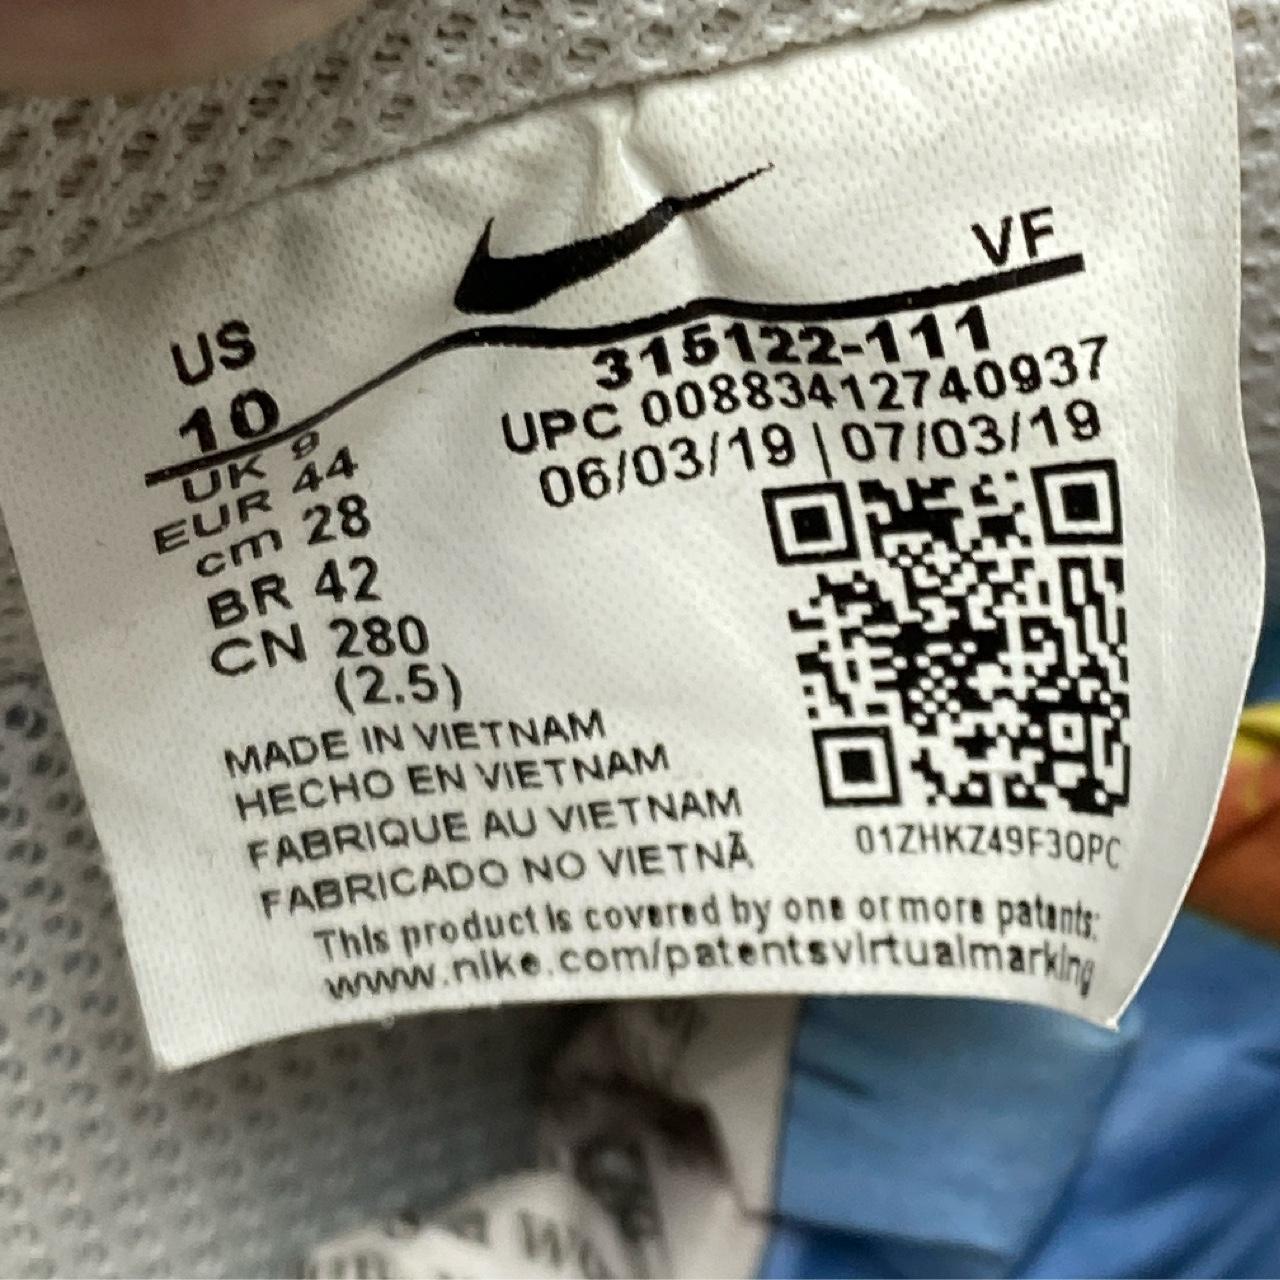 VF
US
10
UK 9
EUR 44
cm 28
BR 42
CN 280
(2.5)
315122-111
UPC 00883412740937
06/03/19 | 07/03/19
01ZHKZ49F3QPC
MADE IN VIETNAM
HECHO EN VIETNAM
FABRIQUE AU VIETNAM
FABRICADO NO VIETNÃ
This product is covered by one or more patents:
www.nike.com/patentsvirtualmarking